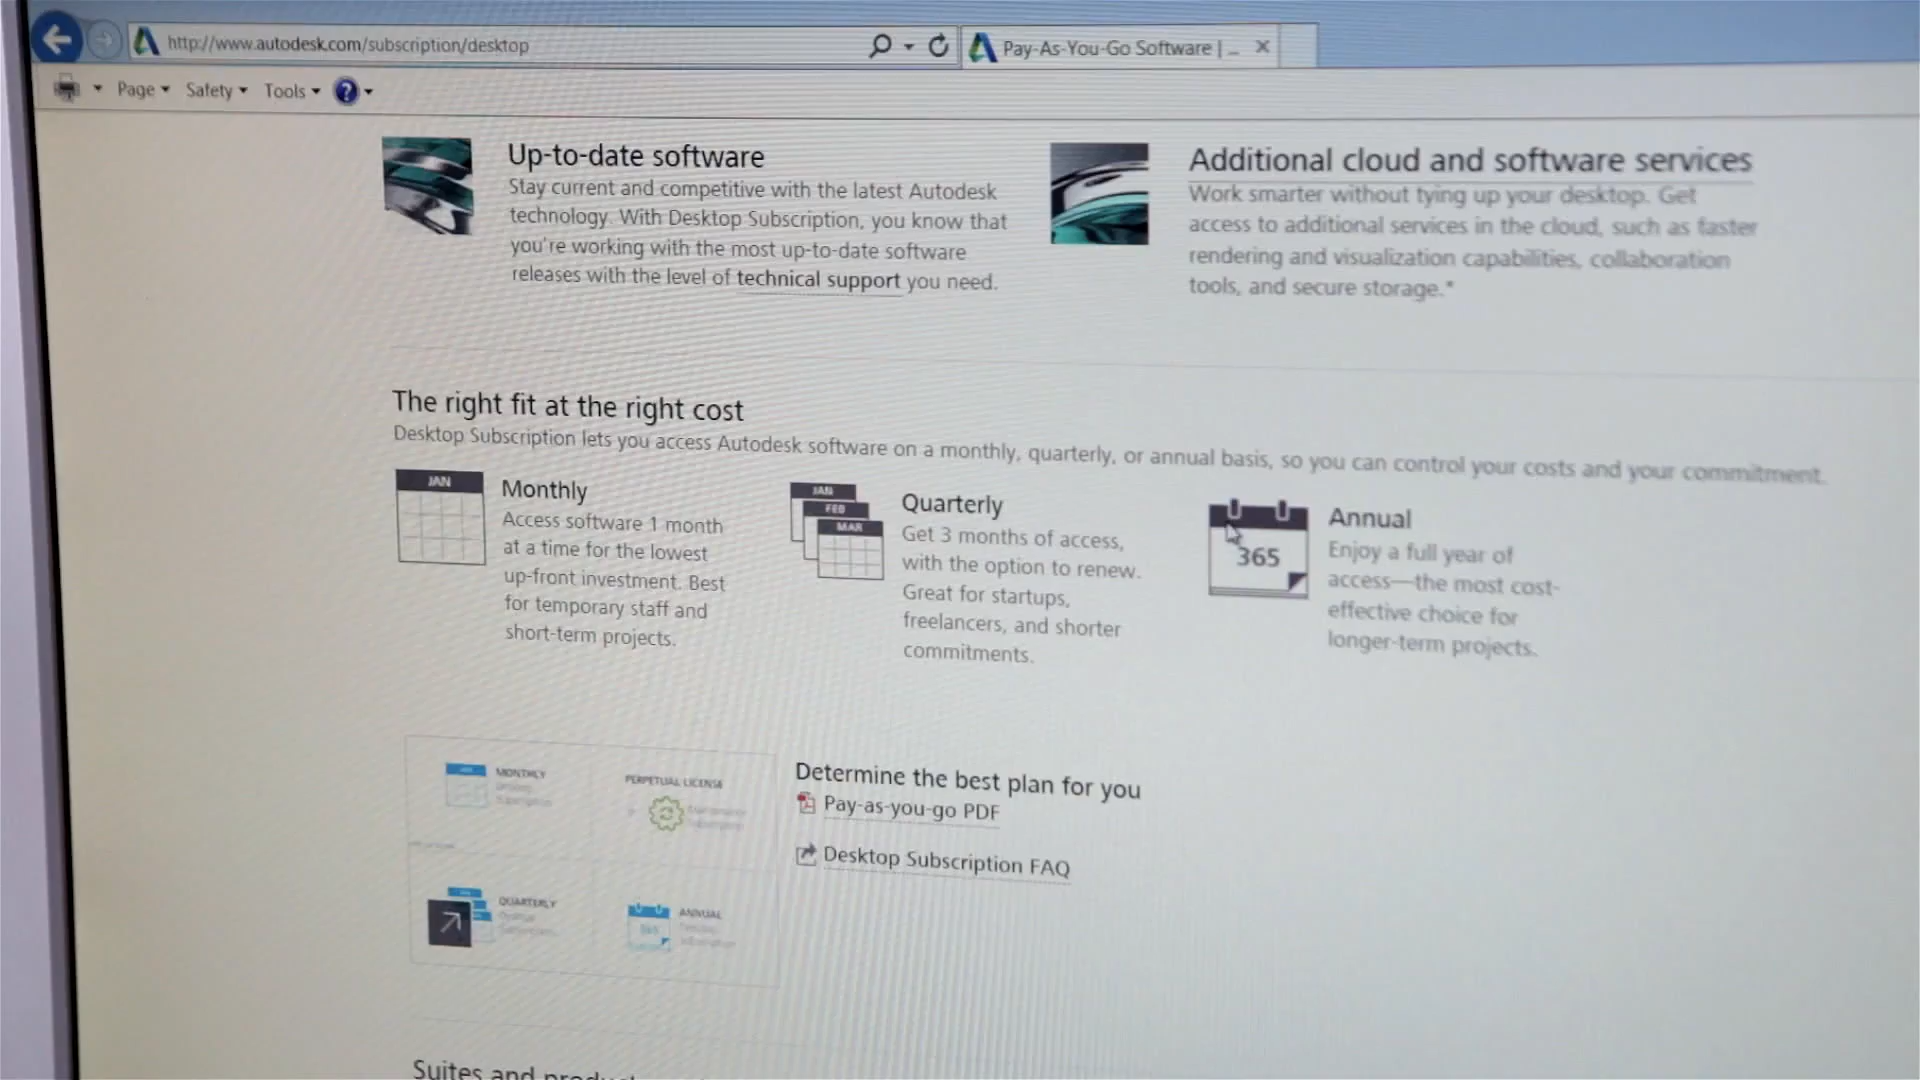 http://www.autodesk.com/subscription/desktop
Pay-As-You-Go Software | ...
Page
Safety
Tools
Up-to-date software
Stay current and competitive with the latest Autodesk
technology. With Desktop Subscription, you know that
you're working with the most up-to-date software
releases with the level of technical support you need.
Additional cloud and software services
Work smarter without tying up your desktop. Get
access to additional services in the cloud, such as faster
rendering and visualization capabilities, collaboration
tools, and secure storage.*
The right fit at the right cost
Desktop Subscription lets you access Autodesk software on a monthly, quarterly, or annual basis, so you can control your costs and your commitment.
JAN
Monthly
Access software 1 month
at a time for the lowest
up-front investment. Best
for temporary staff and
short-term projects.
JAN
FEB
MAR
Quarterly
Get 3 months of access,
with the option to renew.
Great for startups,
freelancers, and shorter
commitments.
365
Annual
Enjoy a full year of
access—the most cost-
effective choice for
longer-term projects.
MONTHLY
PERPETUAL LICENSE
QUARTERLY
ANNUAL
Determine the best plan for you
Pay-as-you-go PDF
Desktop Subscription FAQ
Suites and